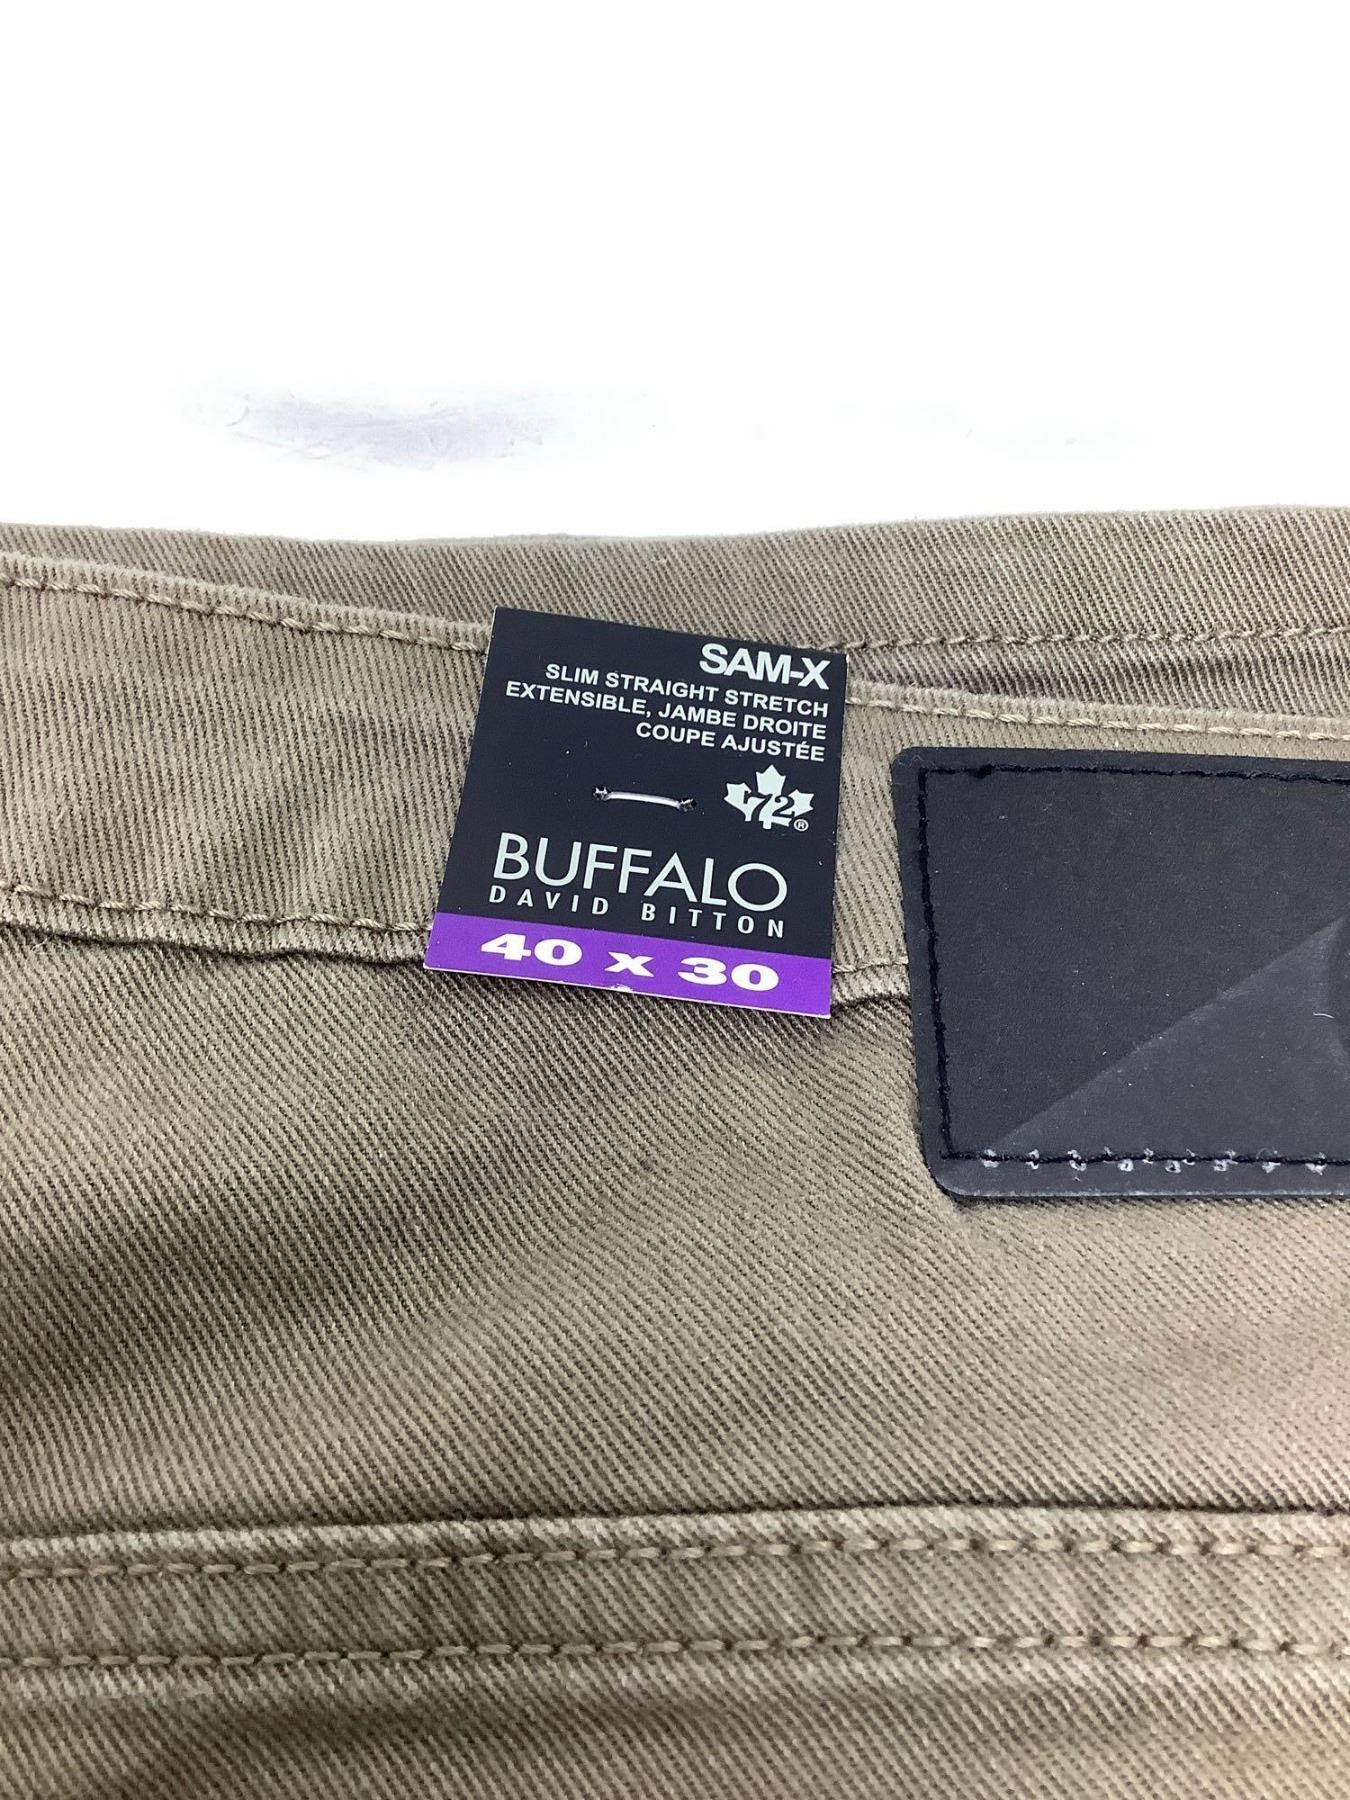 SAM-X
SLIM STRAIGHT STRETCH
EXTENSIBLE, JAMBE DROITE
COUPE AJUSTÉE
72®
BUFFALO
DAVID BITTON
40 x 30